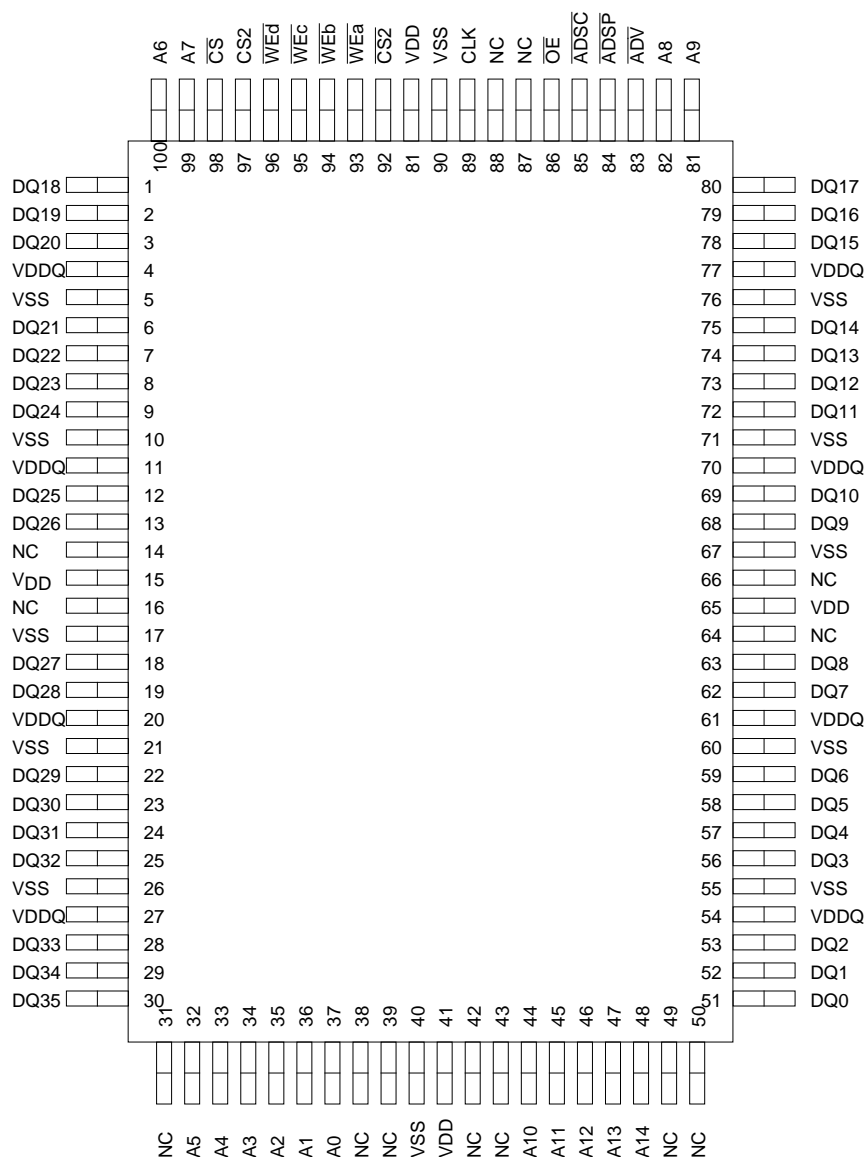 A6 A7 CS CS2 WEd WEc WEb WEa CS2 VDD VSS CLK NC NC OE ADSC ADSP ADV A8 A9
100 99 98 97 96 95 94 93 92 81 90 89 88 87 86 85 84 83 82 81
DQ18 1 80 DQ17
DQ19 2 79 DQ16
DQ20 3 78 DQ15
VDDQ 4 77 VDDQ
VSS 5 76 VSS
DQ21 6 75 DQ14
DQ22 7 74 DQ13
DQ23 8 73 DQ12
DQ24 9 72 DQ11
VSS 10 71 VSS
VDDQ 11 70 VDDQ
DQ25 12 69 DQ10
DQ26 13 68 DQ9
NC 14 67 VSS
VDD 15 66 NC
NC 16 65 VDD
VSS 17 64 NC
DQ27 18 63 DQ8
DQ28 19 62 DQ7
VDDQ 20 61 VDDQ
VSS 21 60 VSS
DQ29 22 59 DQ6
DQ30 23 58 DQ5
DQ31 24 57 DQ4
DQ32 25 56 DQ3
VSS 26 55 VSS
VDDQ 27 54 VDDQ
DQ33 28 53 DQ2
DQ34 29 52 DQ1
DQ35 30 51 DQ0
31 32 33 34 35 36 37 38 39 40 41 42 43 44 45 46 47 48 49 50
NC A5 A4 A3 A2 A1 A0 NC NC VSS VDD NC NC A10 A11 A12 A13 A14 NC NC